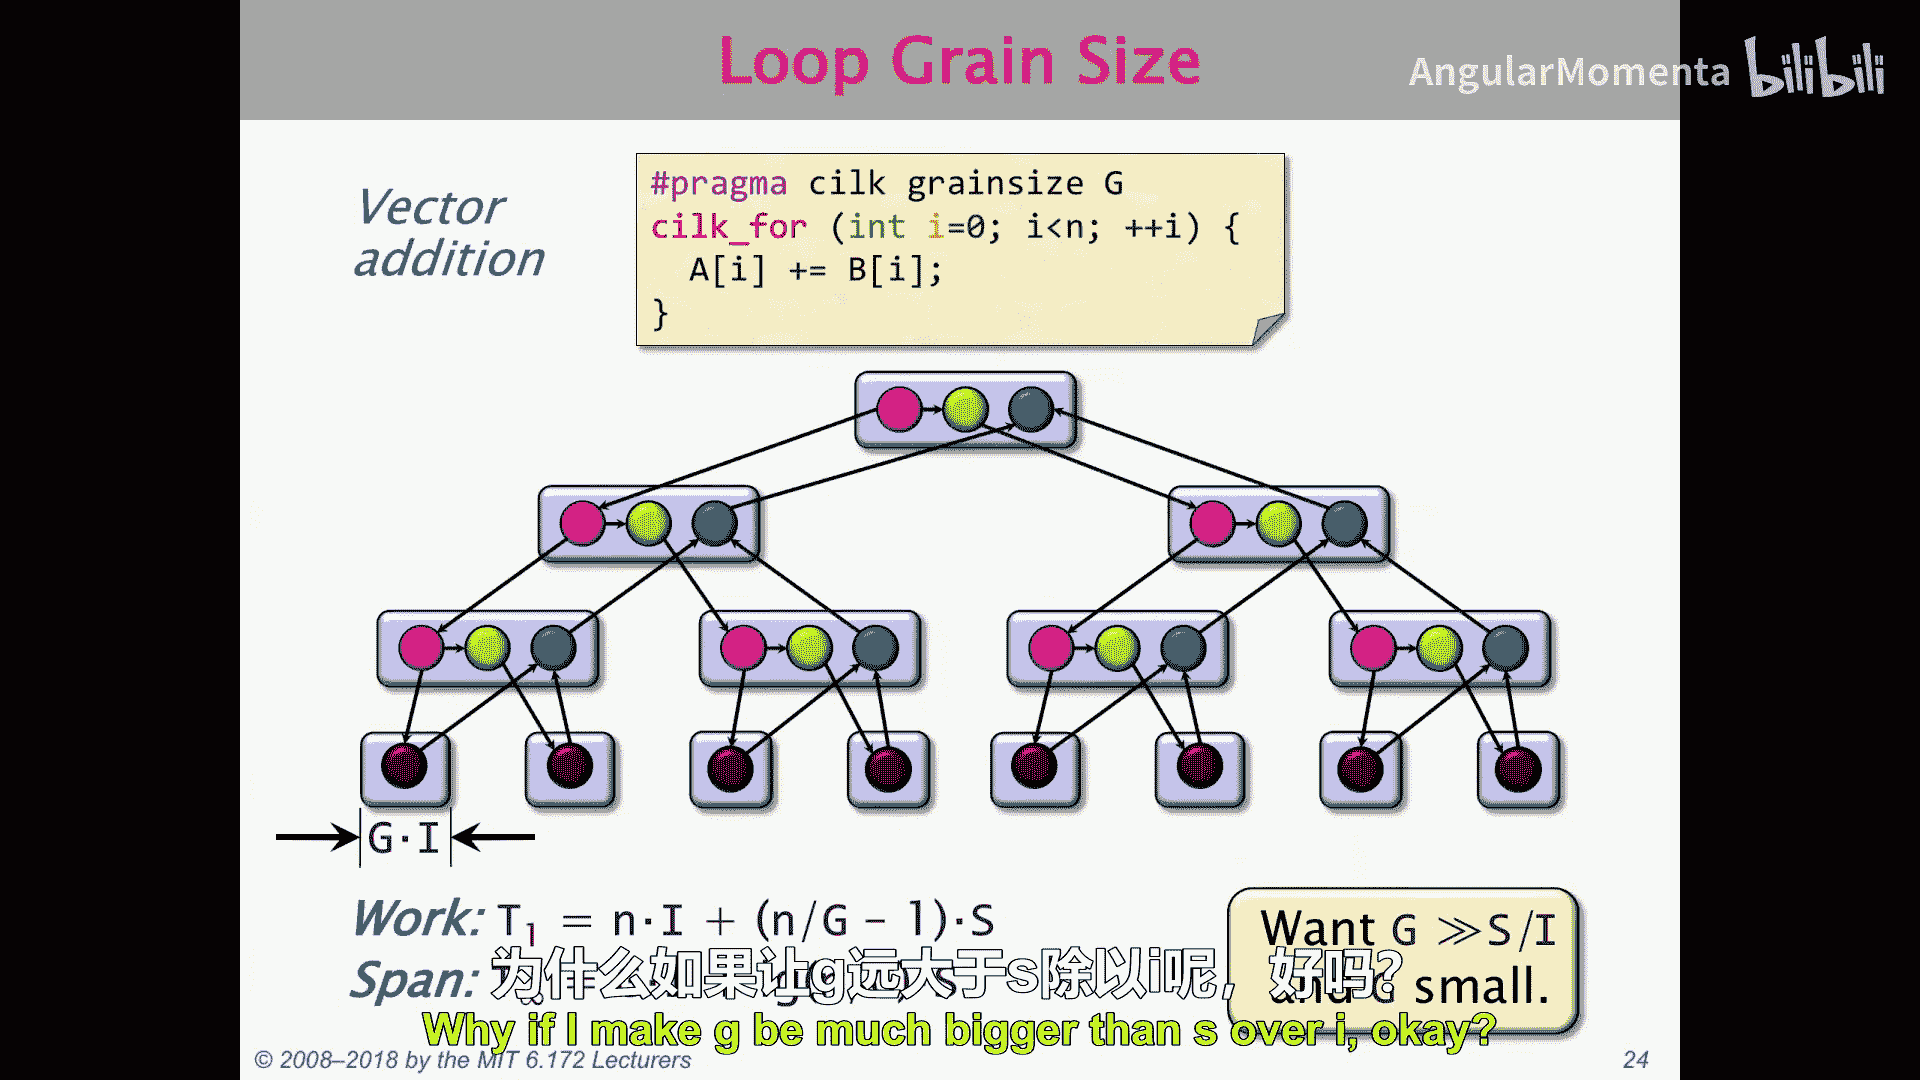 Loop Grain Size
AngularMomenta bilibili
Vector
addition
#pragma cilk grainsize G
cilk_for (int i=0; i<n; ++i) {
A[i] += B[i];
}
G·I
Work: T₁ = n·I + (n/G – 1)·S
Span:
Want G ≫ S/I
and G small.
为什么如果让g远大于s除以i呢，好吗？
Why if I make g be much bigger than s over i, okay?
© 2008–2018 by the MIT 6.172 Lecturers
24